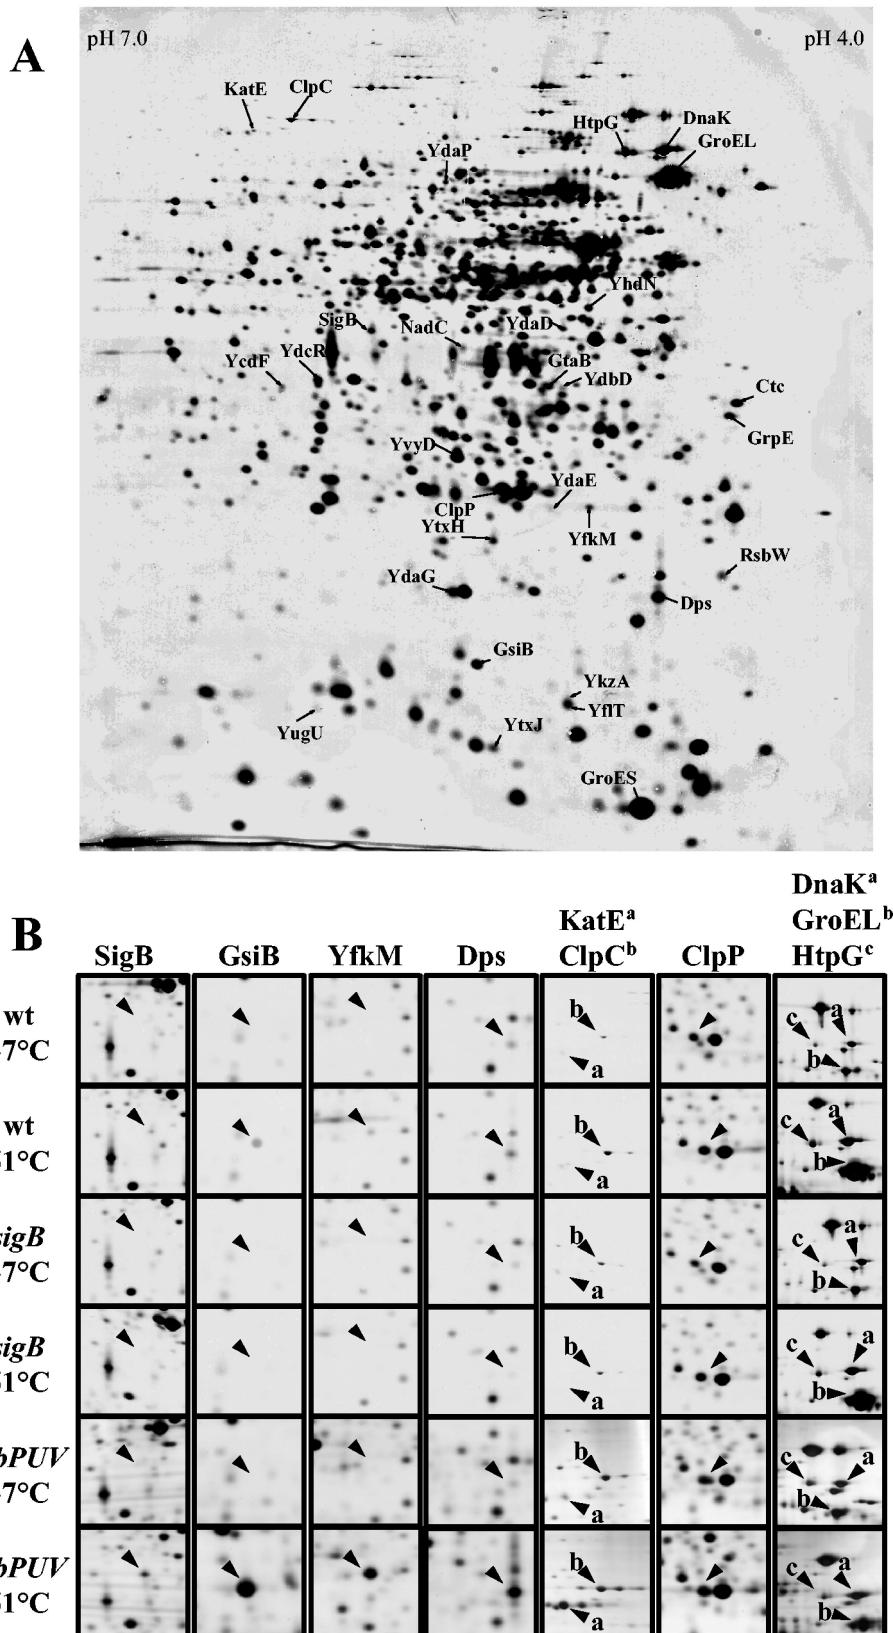 A
pH 7.0
pH 4.0
KatE
ClpC
HtpG
DnaK
GroEL
YdaP
YhdN
SigB
NadC
YdaD
YcdF
YdcR
GtaB
YdbD
Ctc
GrpE
YvyD
YdaE
ClpP
YtxH
YfkM
RsbW
YdaG
Dps
GsiB
YkzA
YflT
YugU
YtxJ
GroES
B
SigB
GsiB
YfkM
Dps
KatEᵃ
ClpCᵇ
ClpP
DnaKᵃ
GroELᵇ
HtpGᶜ
wt
7°C
b
a
c
a
b
wt
1°C
b
a
c
a
b
sigB
7°C
b
a
c
a
b
sigB
1°C
b
a
c
a
b
bPUV
7°C
b
a
c
a
b
bPUV
1°C
b
a
c
a
b